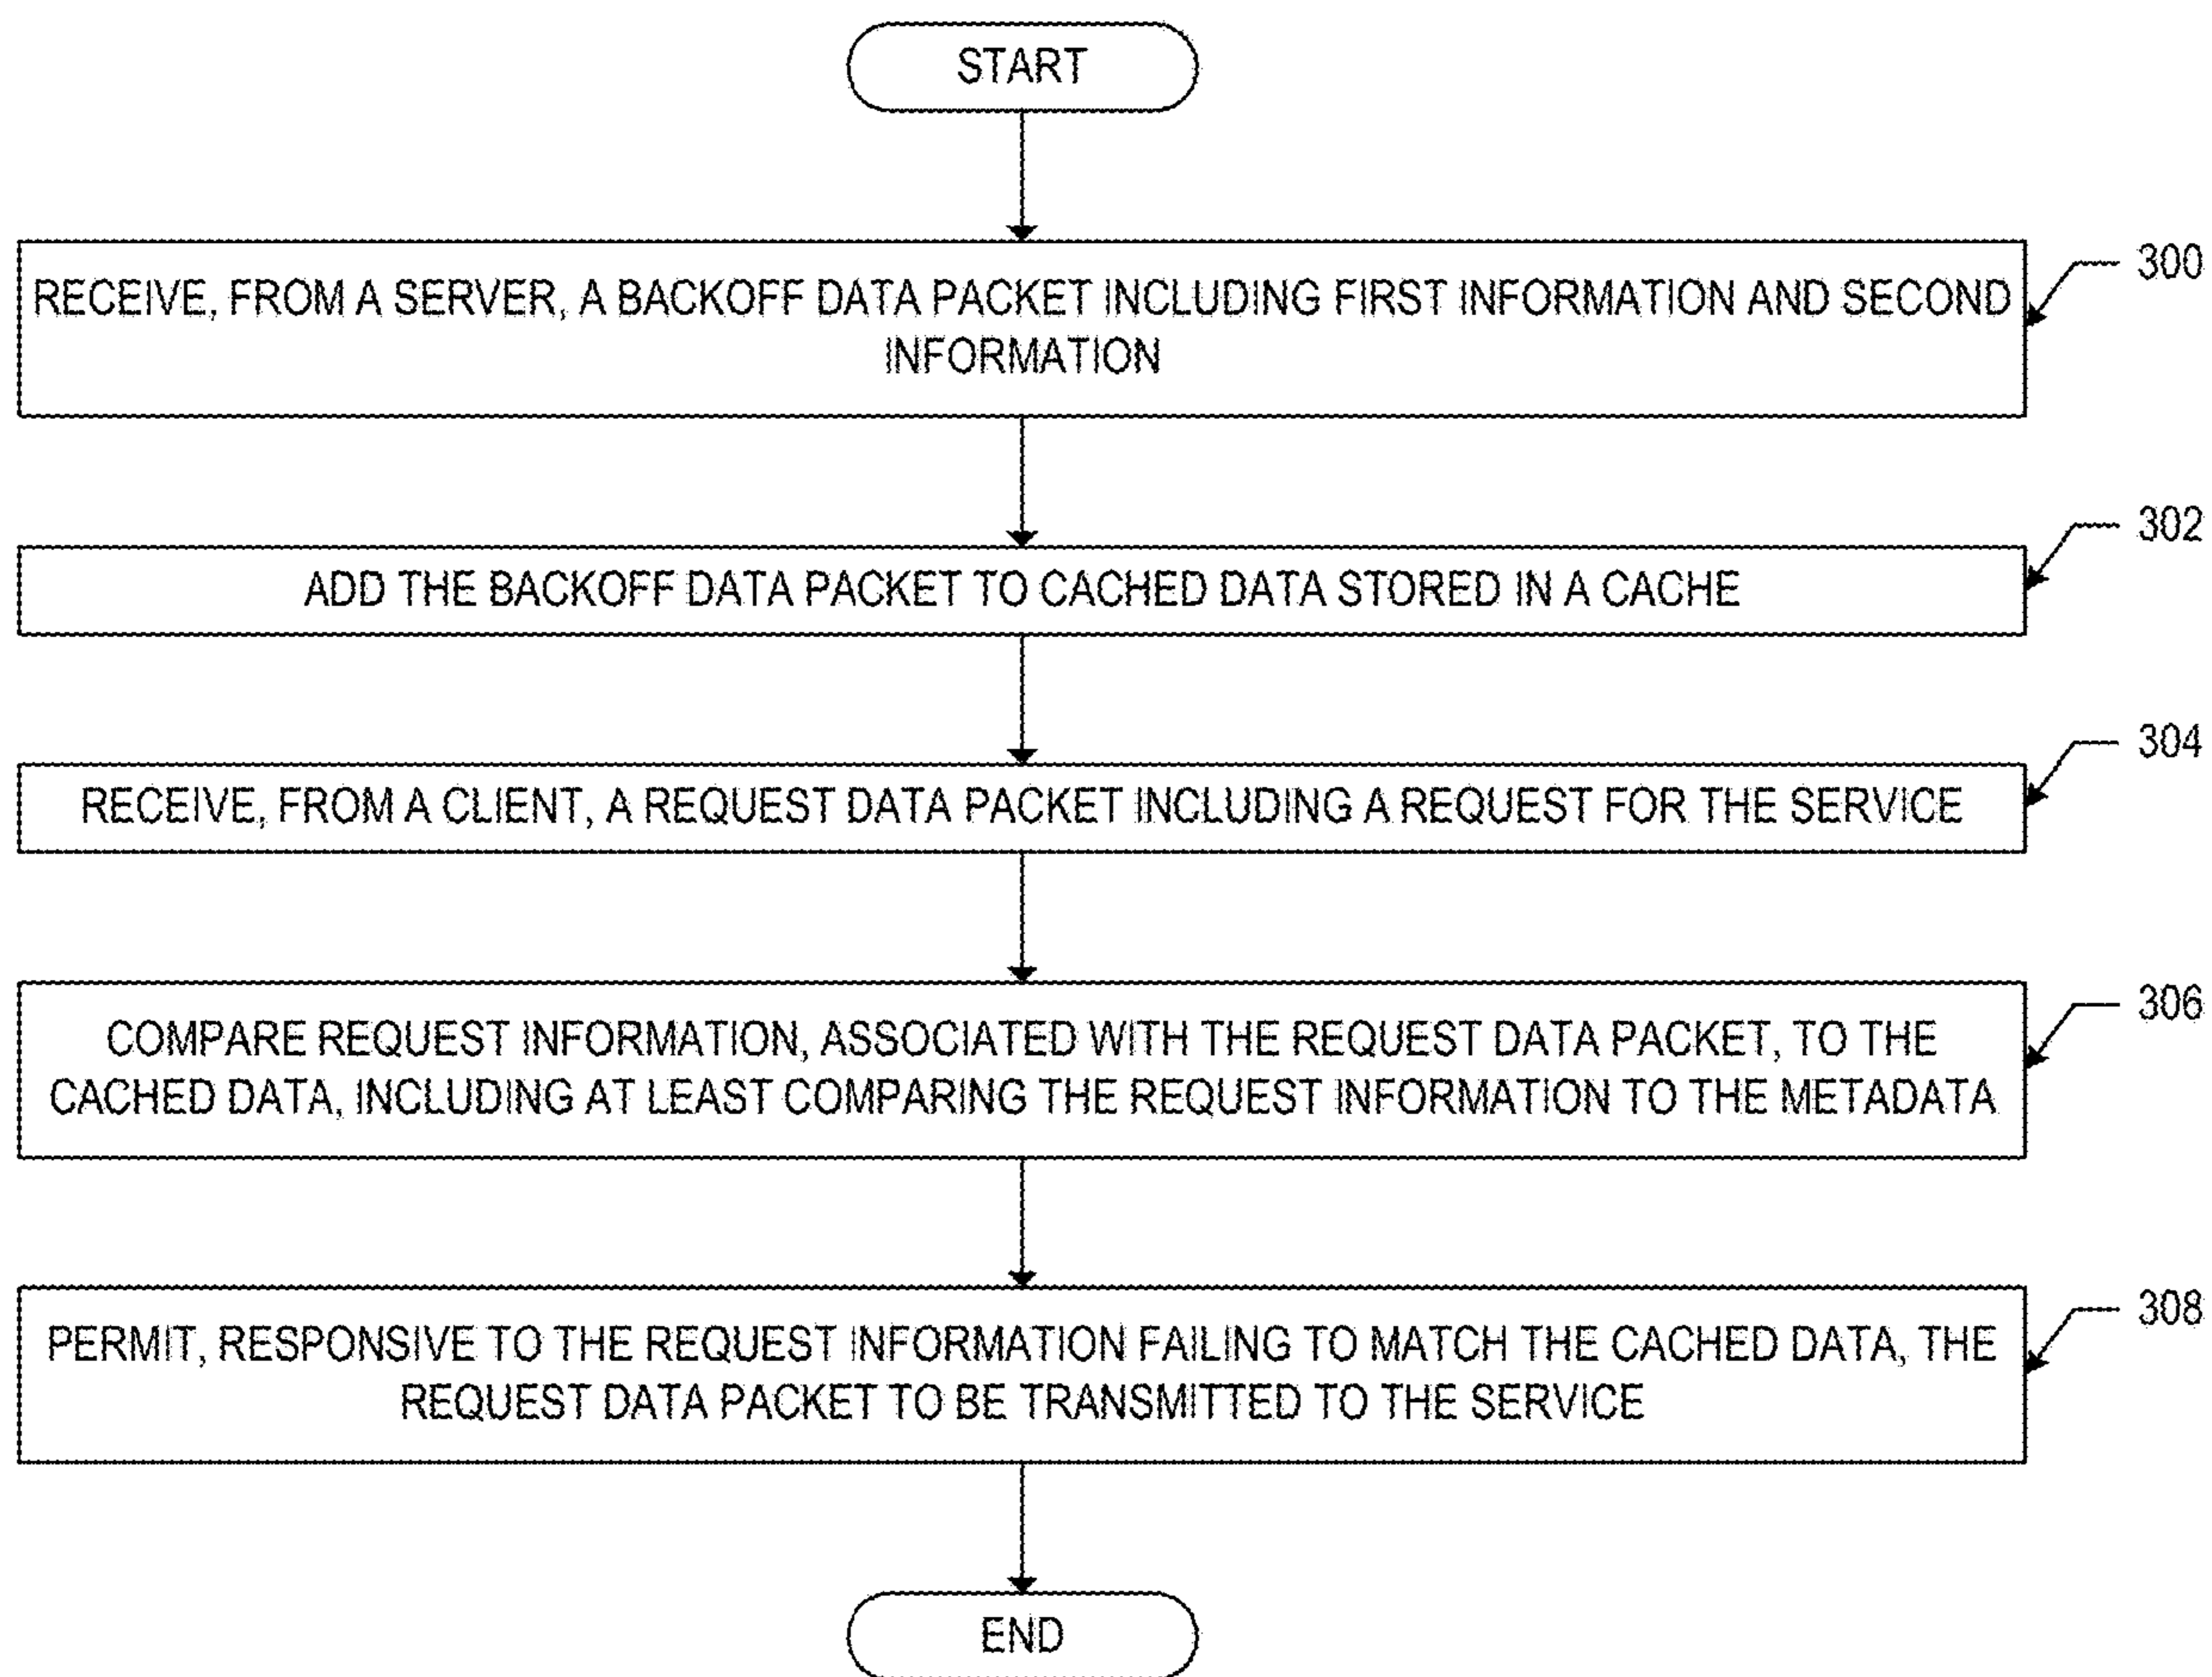 START
RECEIVE, FROM A SERVER, A BACKOFF DATA PACKET INCLUDING FIRST INFORMATION AND SECOND
INFORMATION
300
ADD THE BACKOFF DATA PACKET TO CACHED DATA STORED IN A CACHE
302
RECEIVE, FROM A CLIENT, A REQUEST DATA PACKET INCLUDING A REQUEST FOR THE SERVICE
304
COMPARE REQUEST INFORMATION, ASSOCIATED WITH THE REQUEST DATA PACKET, TO THE
CACHED DATA, INCLUDING AT LEAST COMPARING THE REQUEST INFORMATION TO THE METADATA
306
PERMIT, RESPONSIVE TO THE REQUEST INFORMATION FAILING TO MATCH THE CACHED DATA, THE
REQUEST DATA PACKET TO BE TRANSMITTED TO THE SERVICE
308
END